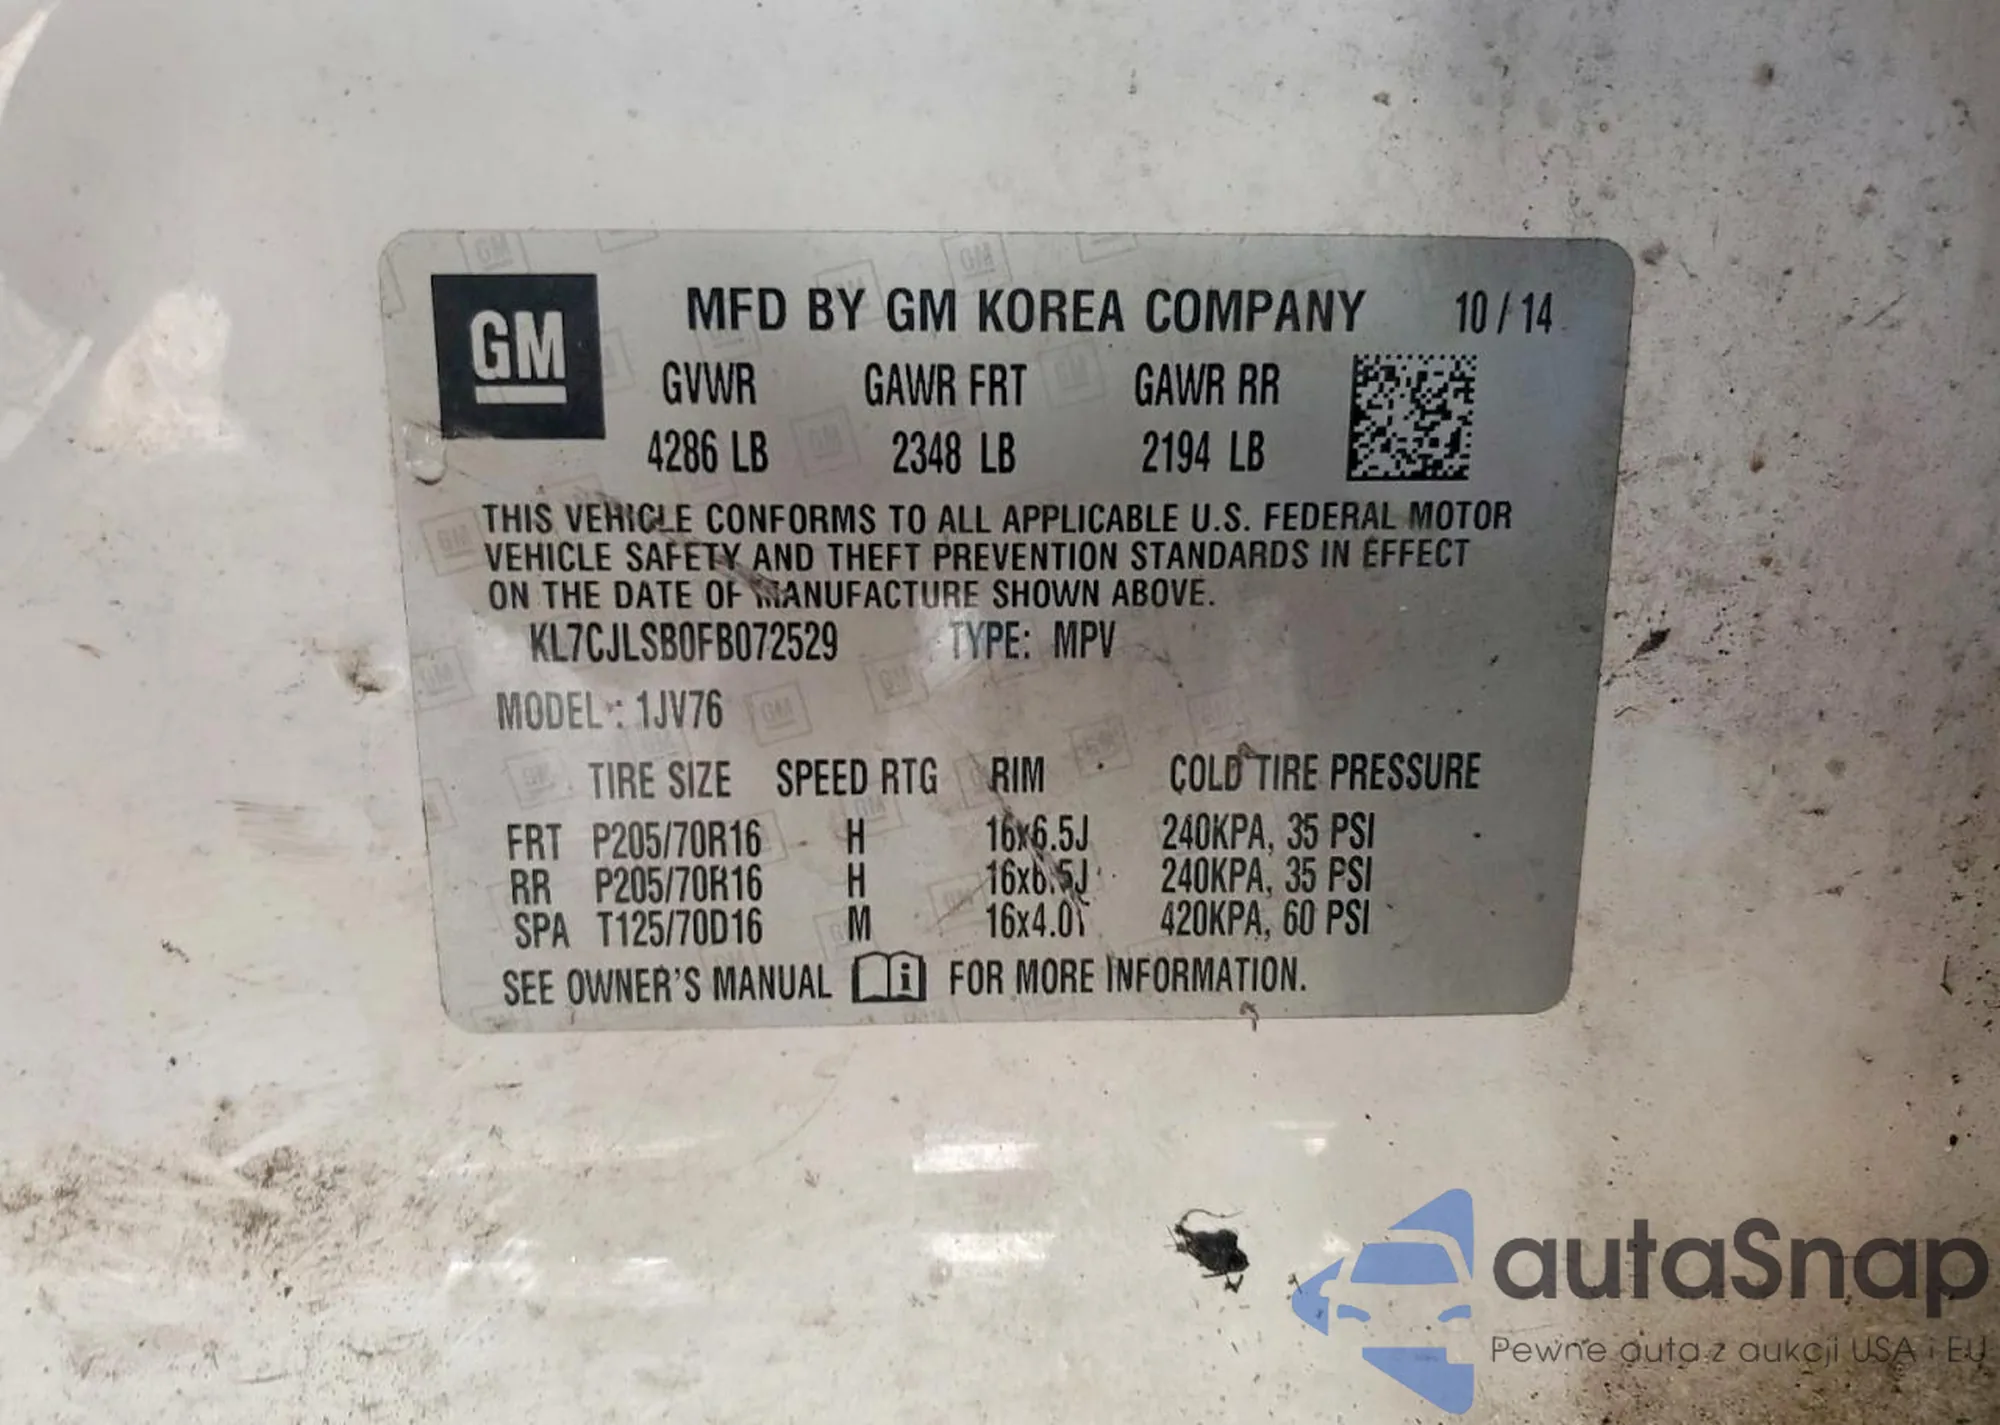 GM
MFD BY GM KOREA COMPANY 10 / 14
GVWR GAWR FRT GAWR RR
4286 LB 2348 LB 2194 LB
THIS VEHICLE CONFORMS TO ALL APPLICABLE U.S. FEDERAL MOTOR
VEHICLE SAFETY AND THEFT PREVENTION STANDARDS IN EFFECT
ON THE DATE OF MANUFACTURE SHOWN ABOVE.
KL7CJLSB0FB072529 TYPE: MPV
MODEL : 1JV76
TIRE SIZE SPEED RTG RIM COLD TIRE PRESSURE
FRT P205/70R16 H 16x6.5J 240KPA, 35 PSI
RR P205/70R16 H 16x6.5J 240KPA, 35 PSI
SPA T125/70D16 M 16x4.0T 420KPA, 60 PSI
SEE OWNER'S MANUAL i FOR MORE INFORMATION.
autaSnap
Pewne auta z aukcji USA i EU